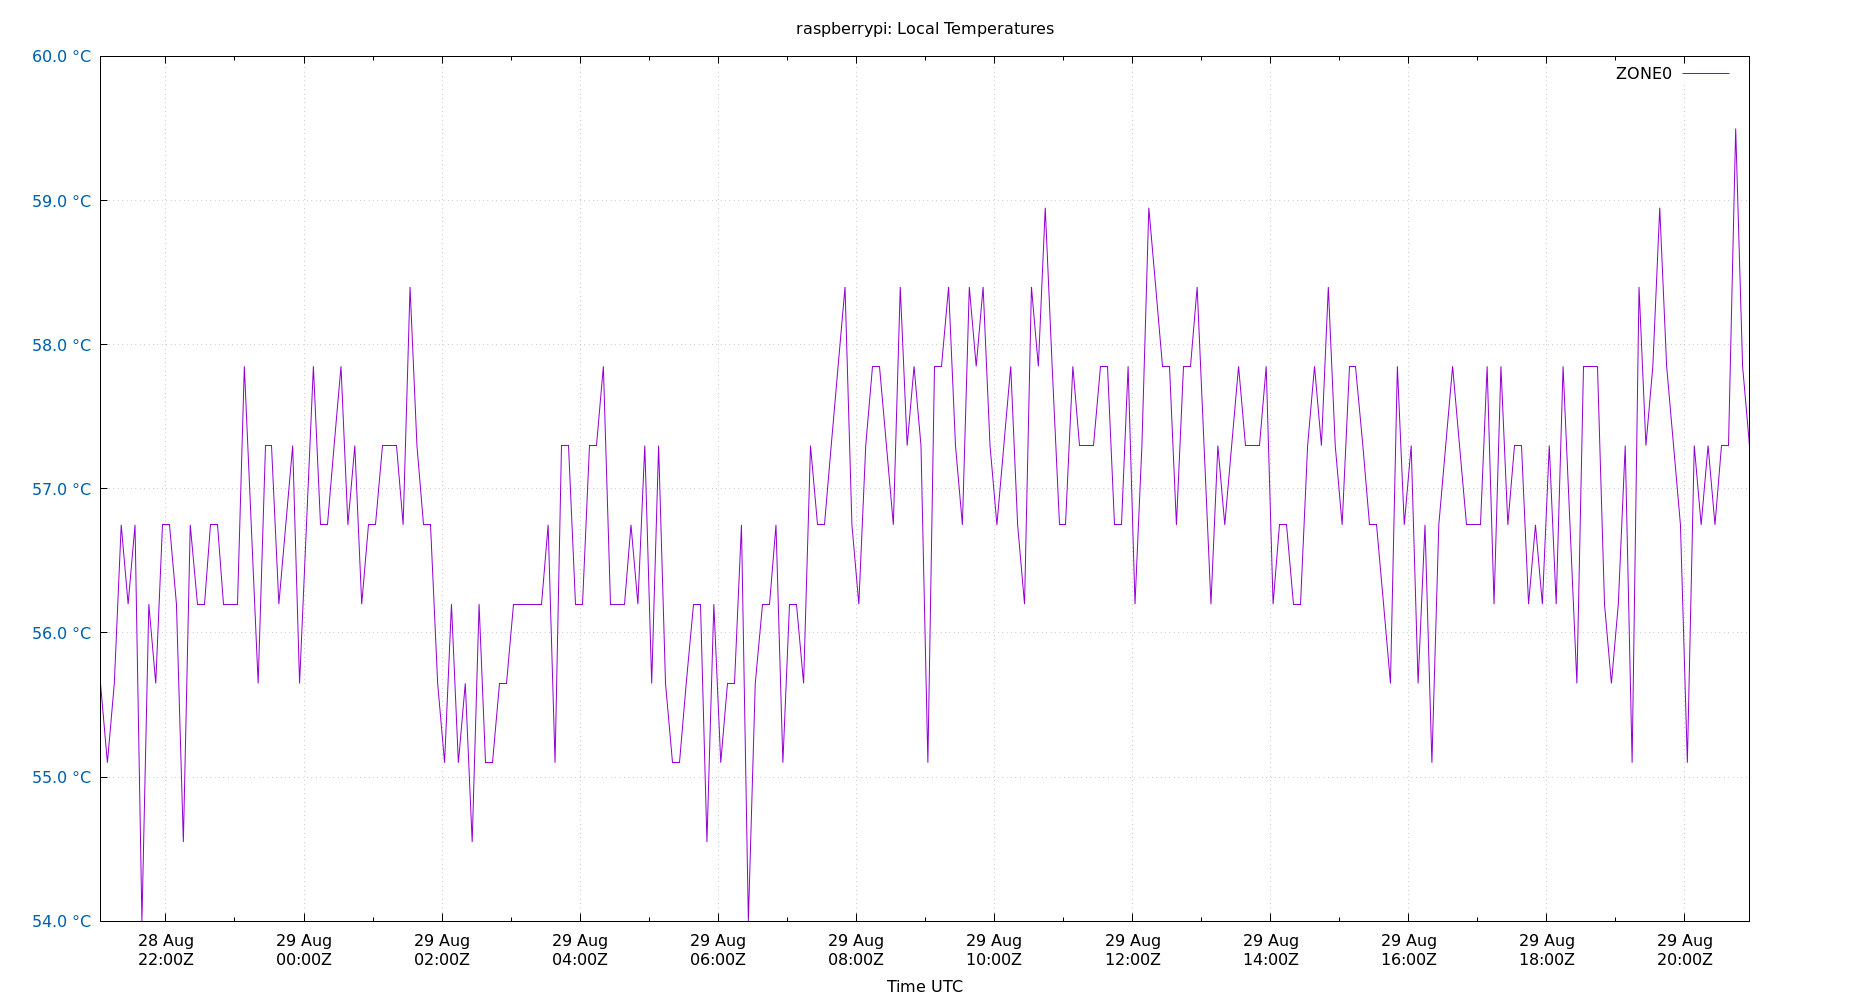 raspberrypi: Local Temperatures
60.0 °C
ZONE0
59.0 °C
58.0 °C
57.0 °C
56.0 °C
55.0 °C
54.0 °C
28 Aug 29 Aug 29 Aug 29 Aug 29 Aug 29 Aug 29 Aug 29 Aug 29 Aug 29 Aug 29 Aug 29 Aug
22:00Z 00:00Z 02:00Z 04:00Z 06:00Z 08:00Z 10:00Z 12:00Z 14:00Z 16:00Z 18:00Z 20:00Z
Time UTC